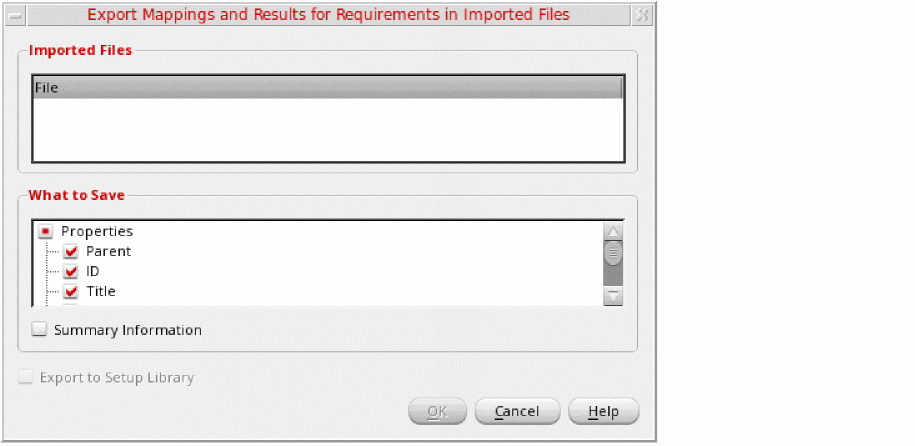 Export Mappings and Results for Requirements in Imported Files
Imported Files
File
What to Save
Properties
Parent
ID
Title
Summary Information
Export to Setup Library
OK Cancel Help